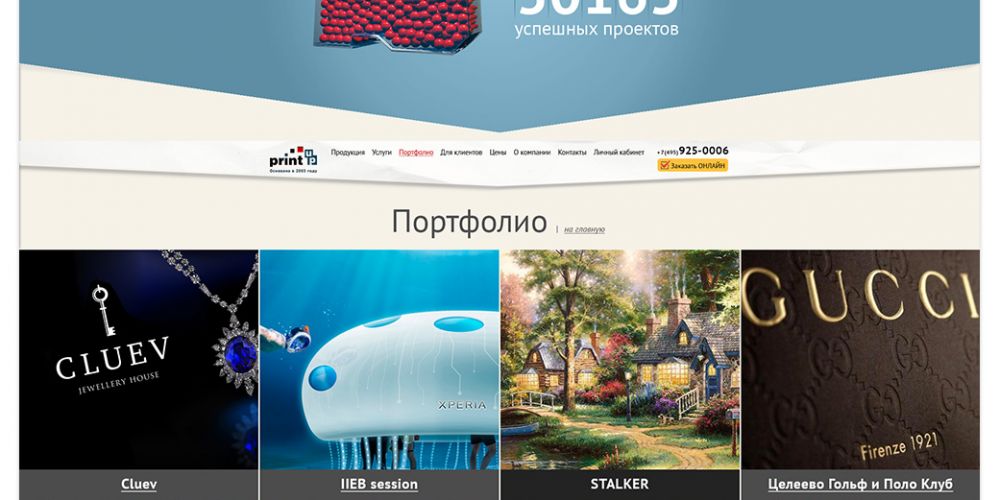 успешных проектов
print up
Основана в 2003 году
Продукция Услуги Портфолио Для клиентов Цены О компании Контакты Личный кабинет
+7(495) 925-0006
Заказать ОНЛАЙН
Портфолио | на главную
CLUEV
JEWELLERY HOUSE
XPERIA
GUCCI
Firenze 1921
Cluev
IIEB session
STALKER
Целеево Гольф и Поло Клуб